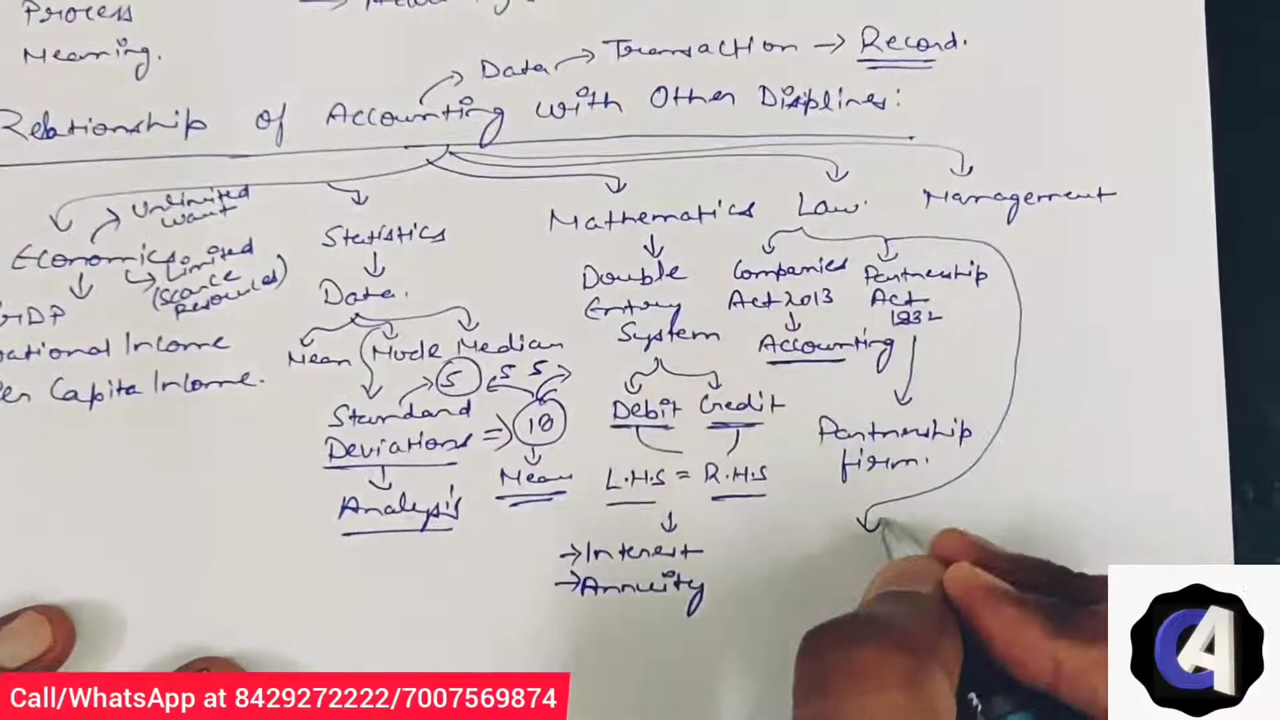 Process
Meaning.
Data → Transaction → Record.
Relationship of Accounting with Other Disiplines:
Economics
Unlimited
want
Limited
(scarce
resources)
GDP
National Income
Per Capita Income.
Statistics
Data.
Mean Mode Median
Standard
Deviations ⇒ 10
5 5 5
Mean
Analysis
Mathematics
Double
Entry
System
Debit Credit
L.H.S = R.H.S
→ Interest
→ Annuity
Law.
Companies
Act 2013
Accounting
Partnership
Act
1932
Partnership
firm.
Management
CA
Call/WhatsApp at 8429272222/7007569874